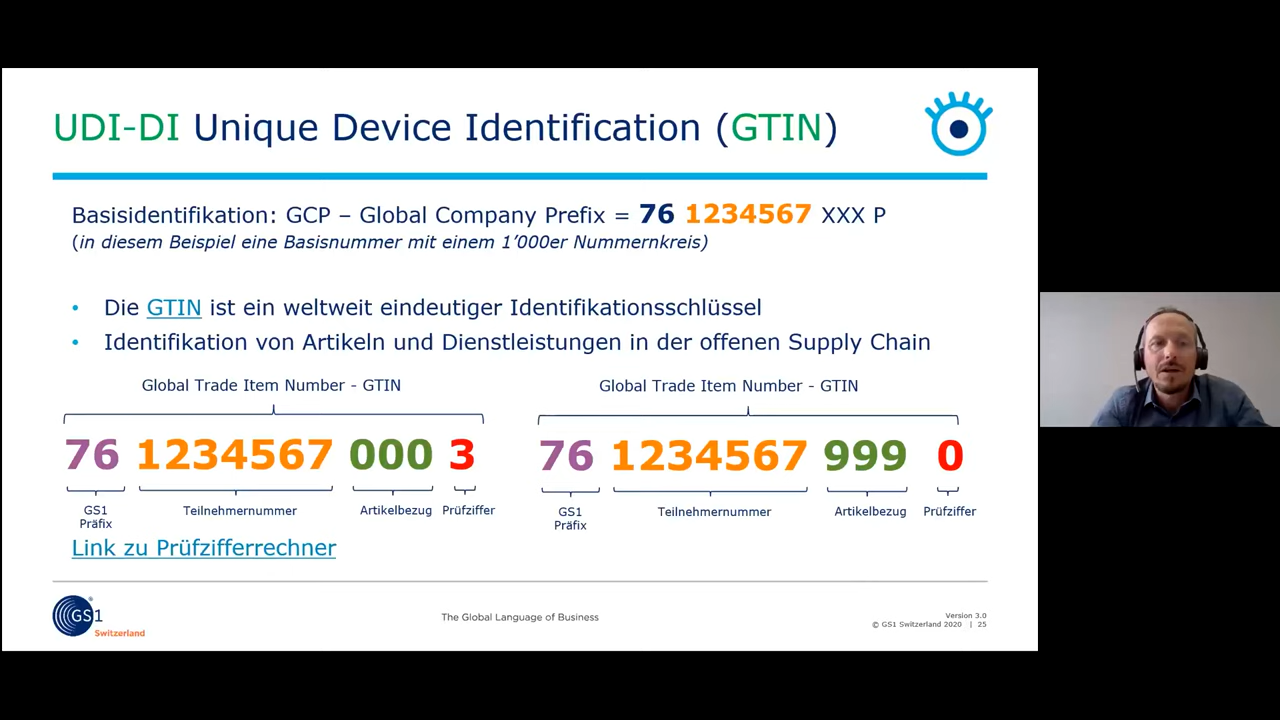 UDI-DI Unique Device Identification (GTIN)
Basisidentifikation: GCP – Global Company Prefix = 76 1234567 XXX P
(in diesem Beispiel eine Basisnummer mit einem 1’000er Nummernkreis)
• Die GTIN ist ein weltweit eindeutiger Identifikationsschlüssel
• Identifikation von Artikeln und Dienstleistungen in der offenen Supply Chain
Global Trade Item Number - GTIN
76 1234567 000 3
GS1 Präfix
Teilnehmernummer
Artikelbezug
Prüfziffer
Global Trade Item Number - GTIN
76 1234567 999 0
GS1 Präfix
Teilnehmernummer
Artikelbezug
Prüfziffer
Link zu Prüfzifferrechner
GS1 ®
Switzerland
The Global Language of Business
Version 3.0
© GS1 Switzerland 2020 | 25